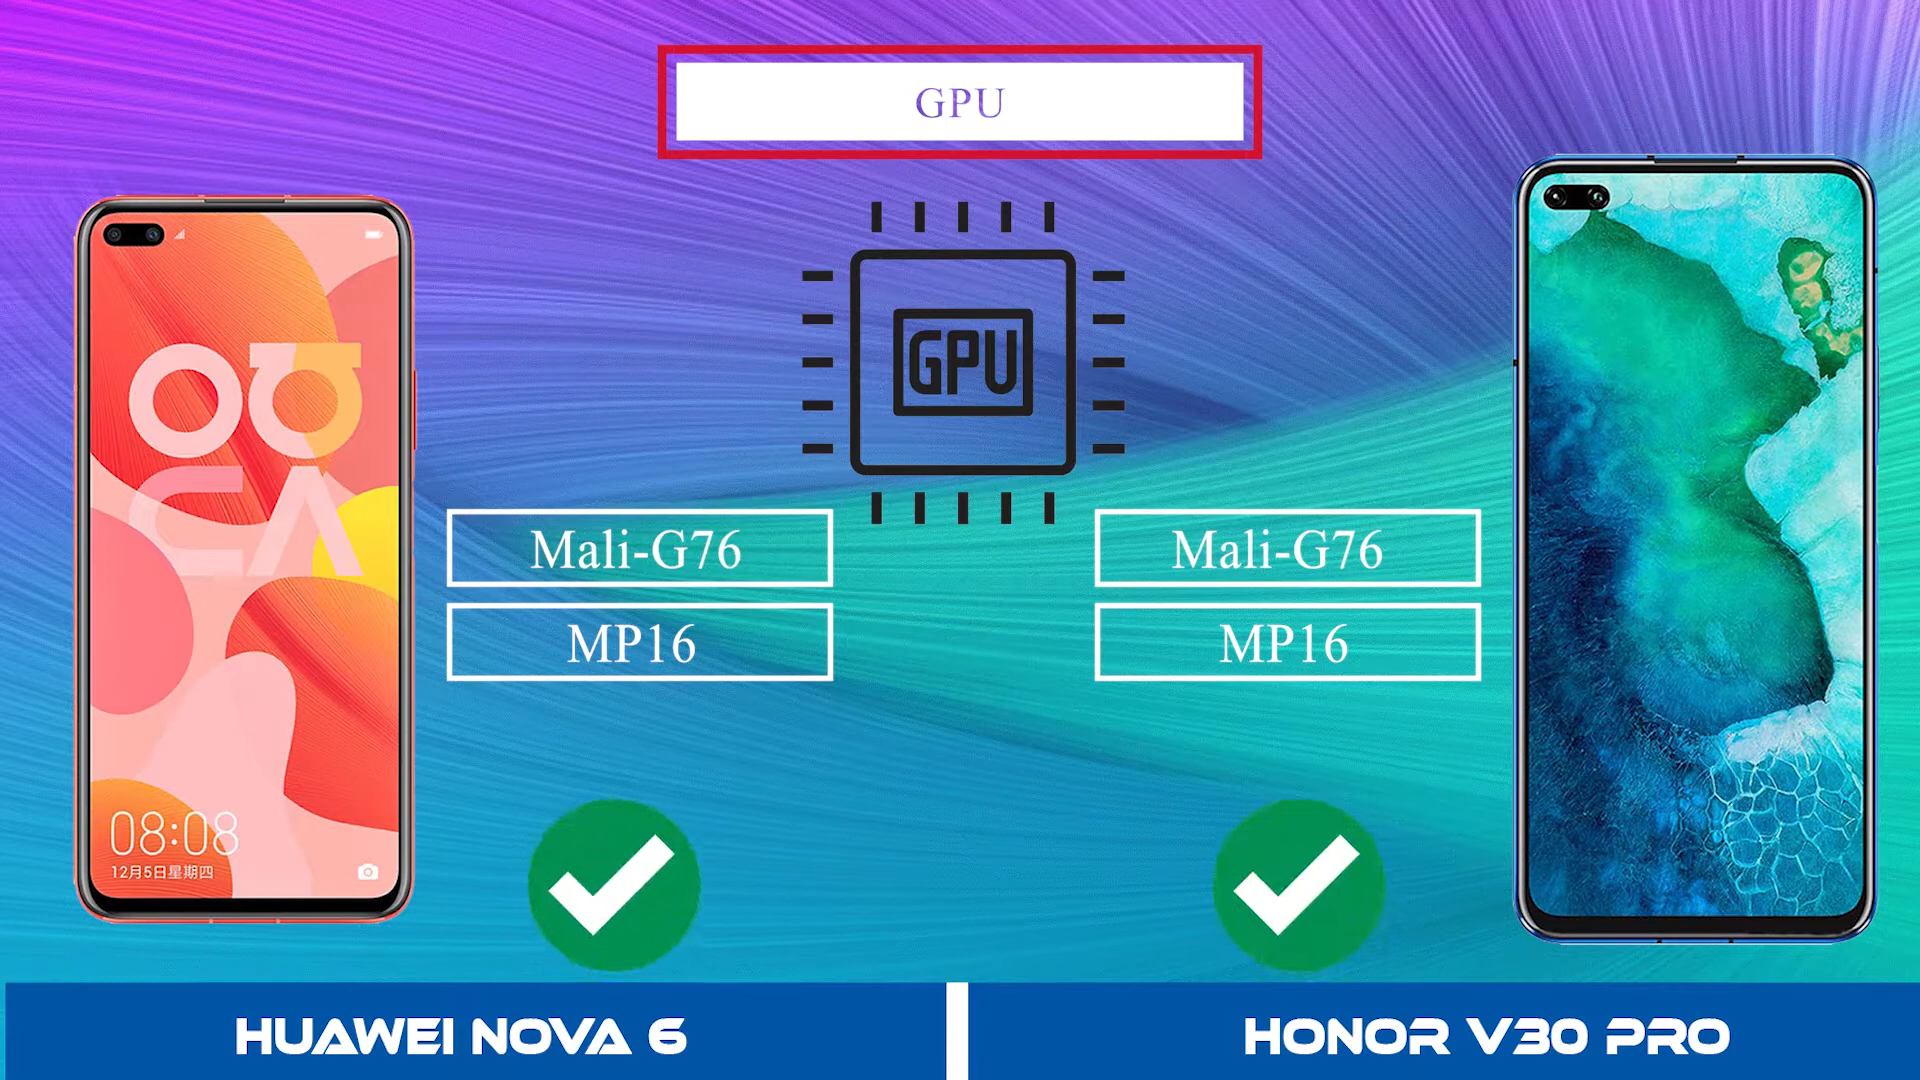 GPU
GPU
Mali-G76
MP16
Mali-G76
MP16
08:08
12月5日星期四
HUAWEI NOVA 6
HONOR V30 PRO